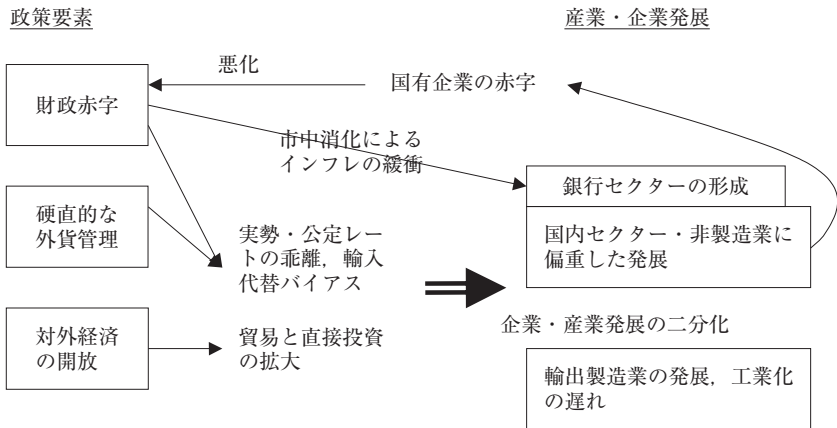 政策要素
産業・企業発展
悪化
国有企業の赤字
財政赤字
市中消化による
インフレの緩衝
銀行セクターの形成
硬直的な
外貨管理
実勢・公定レー
トの乖離，輸入
代替バイアス
国内セクター・非製造業に
偏重した発展
企業・産業発展の二分化
対外経済
の開放
貿易と直接投資
の拡大
輸出製造業の発展，工業化
の遅れ